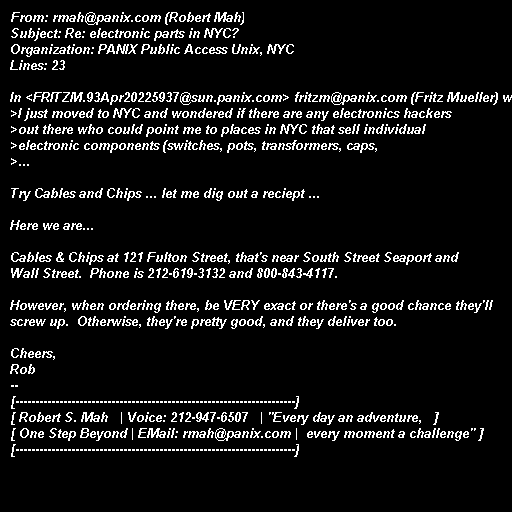 From: rmah@panix.com (Robert Mah)
Subject: Re: electronic parts in NYC?
Organization: PANIX Public Access Unix, NYC
Lines: 23

In <FRITZM.93Apr20225937@sun.panix.com> fritzm@panix.com (Fritz Mueller) w
>I just moved to NYC and wondered if there are any electronics hackers
>out there who could point me to places in NYC that sell individual
>electronic components (switches, pots, transformers, caps,
>...

Try Cables and Chips ... let me dig out a reciept ...

Here we are...

Cables & Chips at 121 Fulton Street, that's near South Street Seaport and
Wall Street.  Phone is 212-619-3132 and 800-843-4117.

However, when ordering there, be VERY exact or there's a good chance they'll
screw up.  Otherwise, they're pretty good, and they deliver too.

Cheers,
Rob
--
[----------------------------------------------------------------------]
[ Robert S. Mah   | Voice: 212-947-6507   | "Every day an adventure,   ]
[ One Step Beyond | EMail: rmah@panix.com |  every moment a challenge" ]
[----------------------------------------------------------------------]